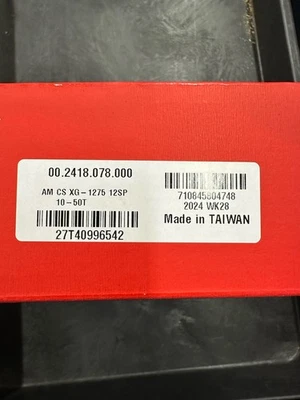 00.2418.078.000
AM CS XG-1275 12SP
10-50T
27T40996542
710845804748
2024 WK28
Made in TAIWAN